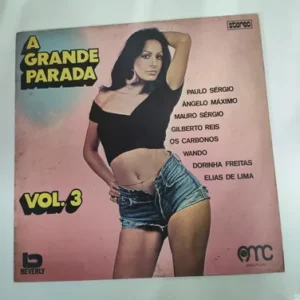 stereo
A
GRANDE
PARADA
PAULO SÉRGIO
ÂNGELO MÁXIMO
MAURO SÉRGIO
GILBERTO REIS
OS CARBONOS
WANDO
DORINHA FREITAS
ELIAS DE LIMA
VOL. 3
BEVERLY
AMC